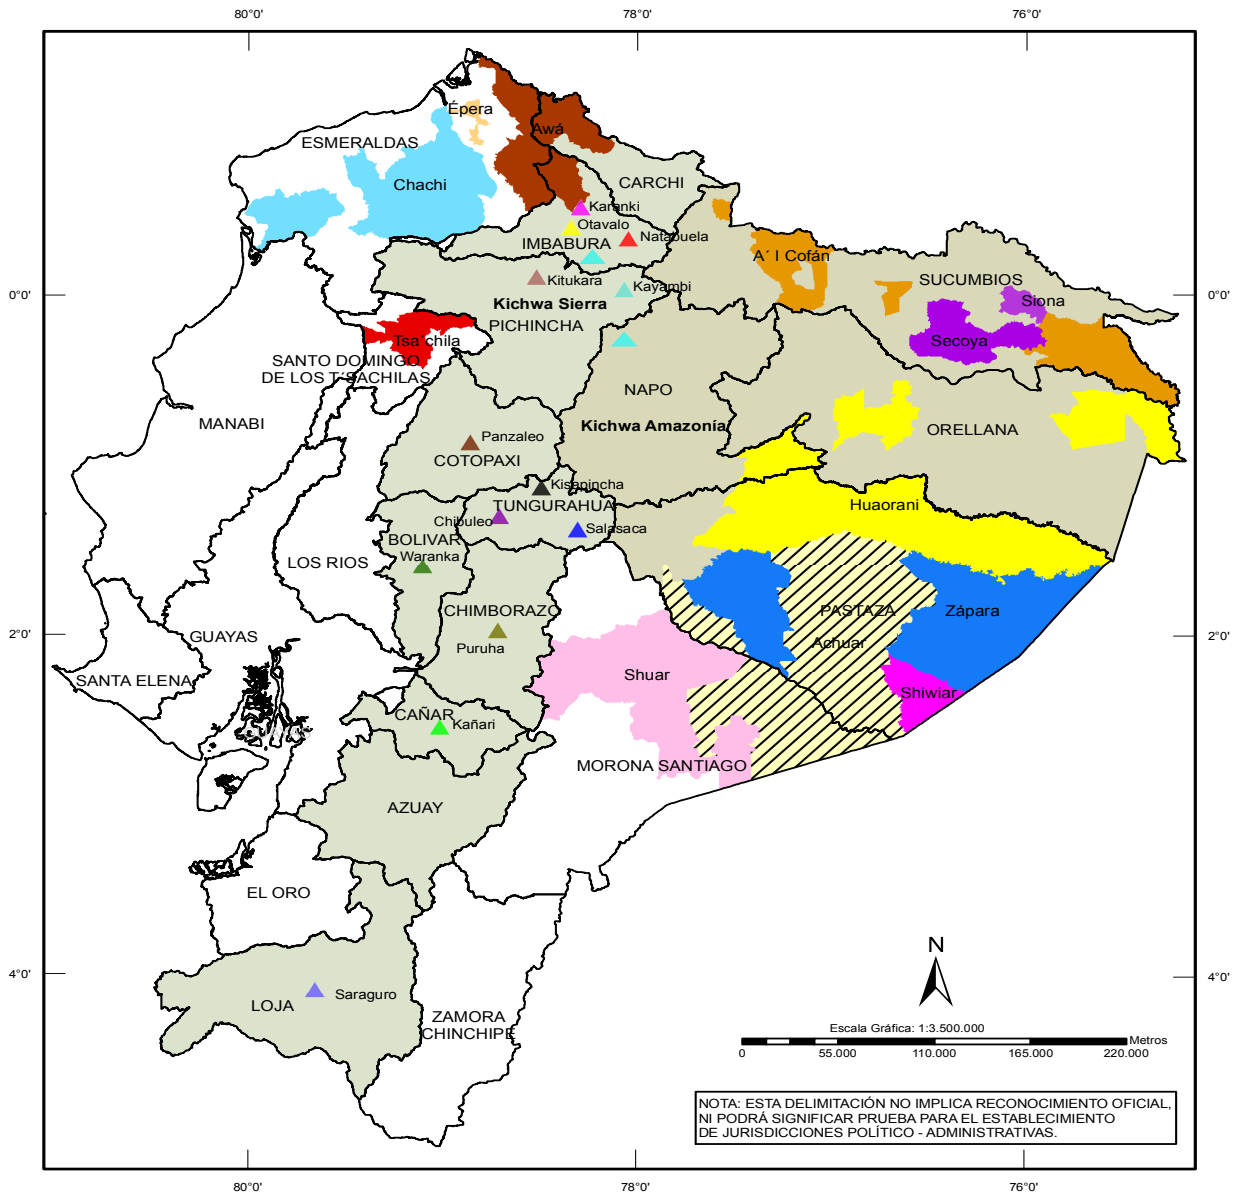 80°0'
78°0'
76°0'
Épera
Awá
ESMERALDAS
Chachi
CARCHI
Karanki
Otavalo
Natabuela
IMBABURA
A´ I Cofán
SUCUMBIOS
Kitukara
Kayambi
Siona
0°0'
0°0'
Kichwa Sierra
PICHINCHA
Tsa´chila
Secoya
SANTO DOMINGO
DE LOS T´SACHILAS
NAPO
MANABI
Kichwa Amazonía
ORELLANA
Panzaleo
COTOPAXI
Kisapincha
TUNGURAHUA
Huaorani
Chibuleo
Salasaca
BOLIVAR
Waranka
LOS RIOS
CHIMBORAZO
PASTAZA
Zápara
2°0'
2°0'
GUAYAS
Puruha
Achuar
SANTA ELENA
Shuar
Shiwiar
CAÑAR
Kañari
MORONA SANTIAGO
AZUAY
EL ORO
N
4°0'
4°0'
LOJA
Saraguro
ZAMORA
CHINCHIPE
Escala Gráfica: 1:3.500.000
Metros
0
55.000
110.000
165.000
220.000
NOTA: ESTA DELIMITACIÓN NO IMPLICA RECONOCIMIENTO OFICIAL,
NI PODRÁ SIGNIFICAR PRUEBA PARA EL ESTABLECIMIENTO
DE JURISDICCIONES POLÍTICO - ADMINISTRATIVAS.
80°0'
78°0'
76°0'